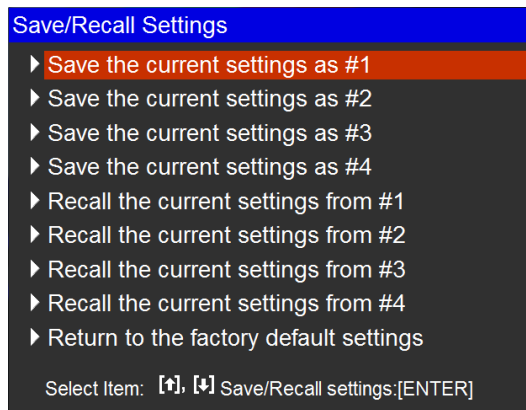 Save/Recall Settings
Save the current settings as #1
Save the current settings as #2
Save the current settings as #3
Save the current settings as #4
Recall the current settings from #1
Recall the current settings from #2
Recall the current settings from #3
Recall the current settings from #4
Return to the factory default settings
Select Item: [↑], [↓] Save/Recall settings:[ENTER]